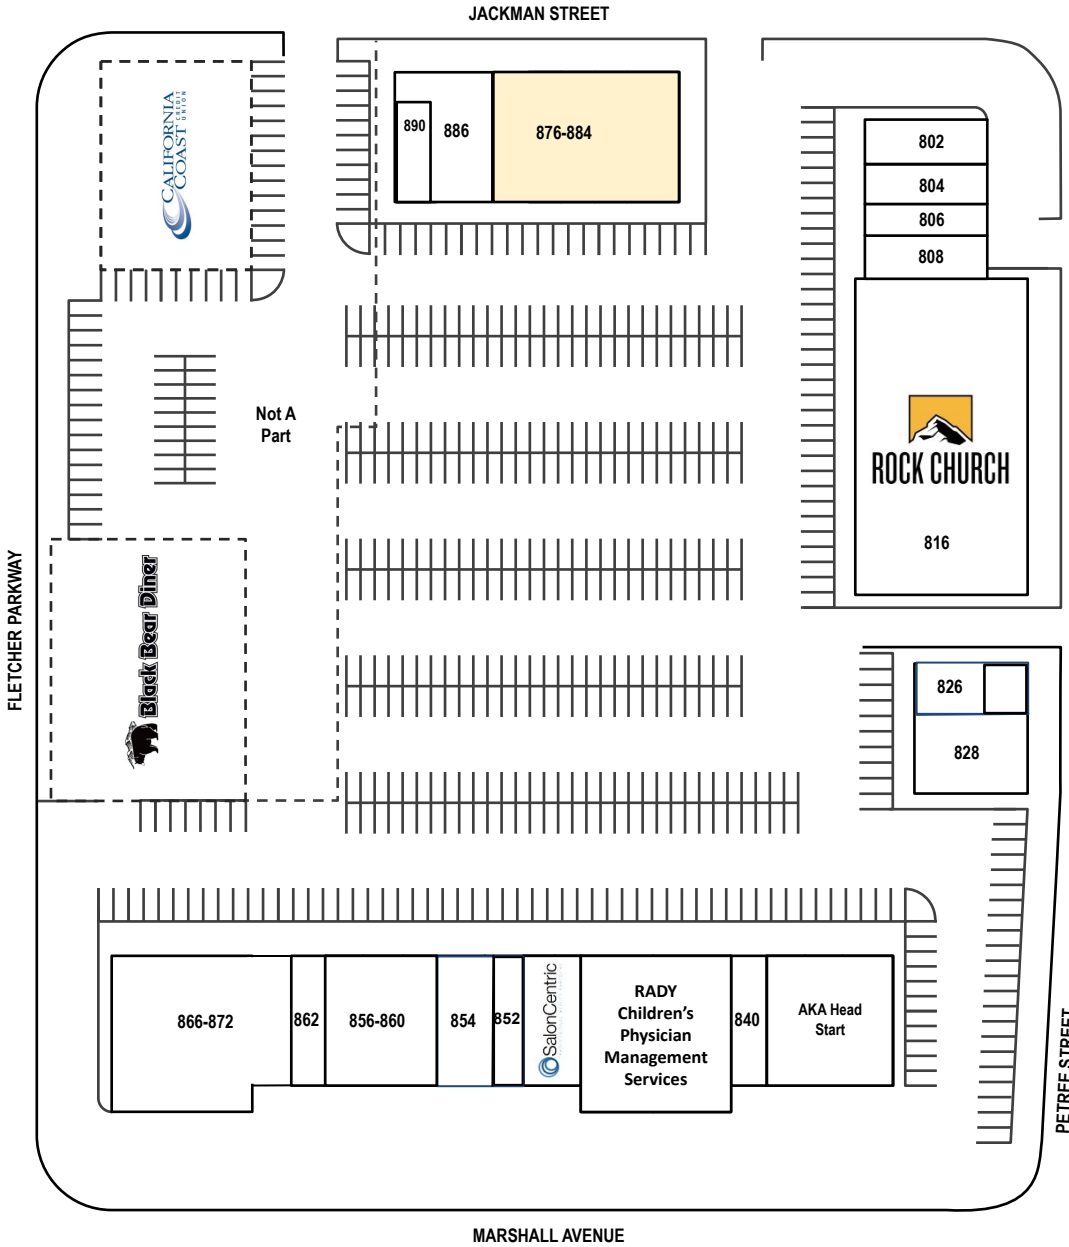 JACKMAN STREET
CALIFORNIA
COAST CREDIT
UNION
890
886
876-884
802
804
806
808
Not A
Part
ROCK CHURCH
816
FLETCHER PARKWAY
Black Bear Diner
826
828
866-872
862
856-860
854
852
SalonCentric
RADY
Children's
Physician
Management
Services
840
AKA Head
Start
PETREE STREET
MARSHALL AVENUE